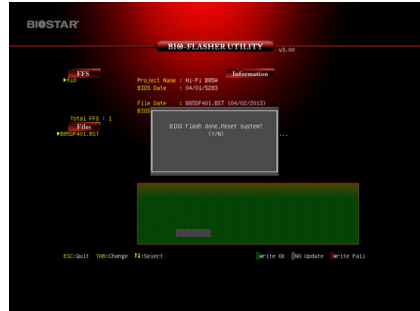 BIOSTAR
BIO-FLASHER UTILITY v3.00
FFS
fs0
Information
Project Name : Hi-Fi B85W
BIOS Date : 04/01/5203
File Date : B85DF401.BST (04/02/2013)
BIOS
Total FFS : 1
Files
B85DF401.BST
BIOS Flash done,Reset system?
(Y/N)
...
ESC:Quit TAB:Change ↑↓:Select Write OK NO Update Write Fail